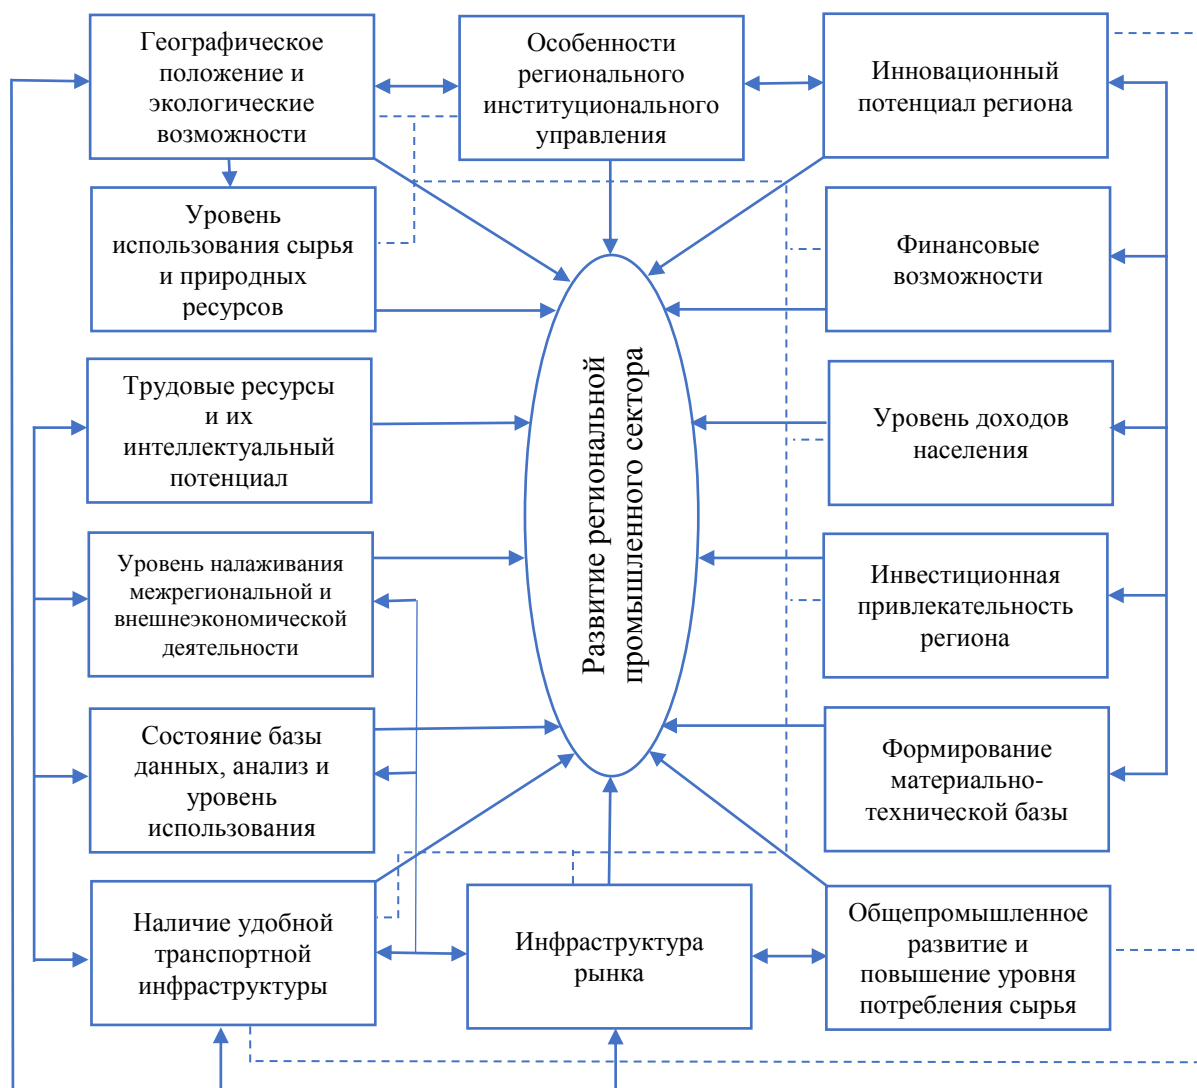 Географическое
положение и
экологические
возможности
Особенности
регионального
институционального
управления
Инновационный
потенциал региона
Уровень
использования сырья
и природных
ресурсов
Финансовые
возможности
Трудовые ресурсы
и их
интеллектуальный
потенциал
Развитие региональной
промышленного сектора
Уровень доходов
населения
Уровень налаживания
межрегиональной и
внешнеэкономической
деятельности
Инвестиционная
привлекательность
региона
Состояние базы
данных, анализ и
уровень
использования
Формирование
материально-
технической базы
Наличие удобной
транспортной
инфраструктуры
Инфраструктура
рынка
Общепромышленное
развитие и
повышение уровня
потребления сырья